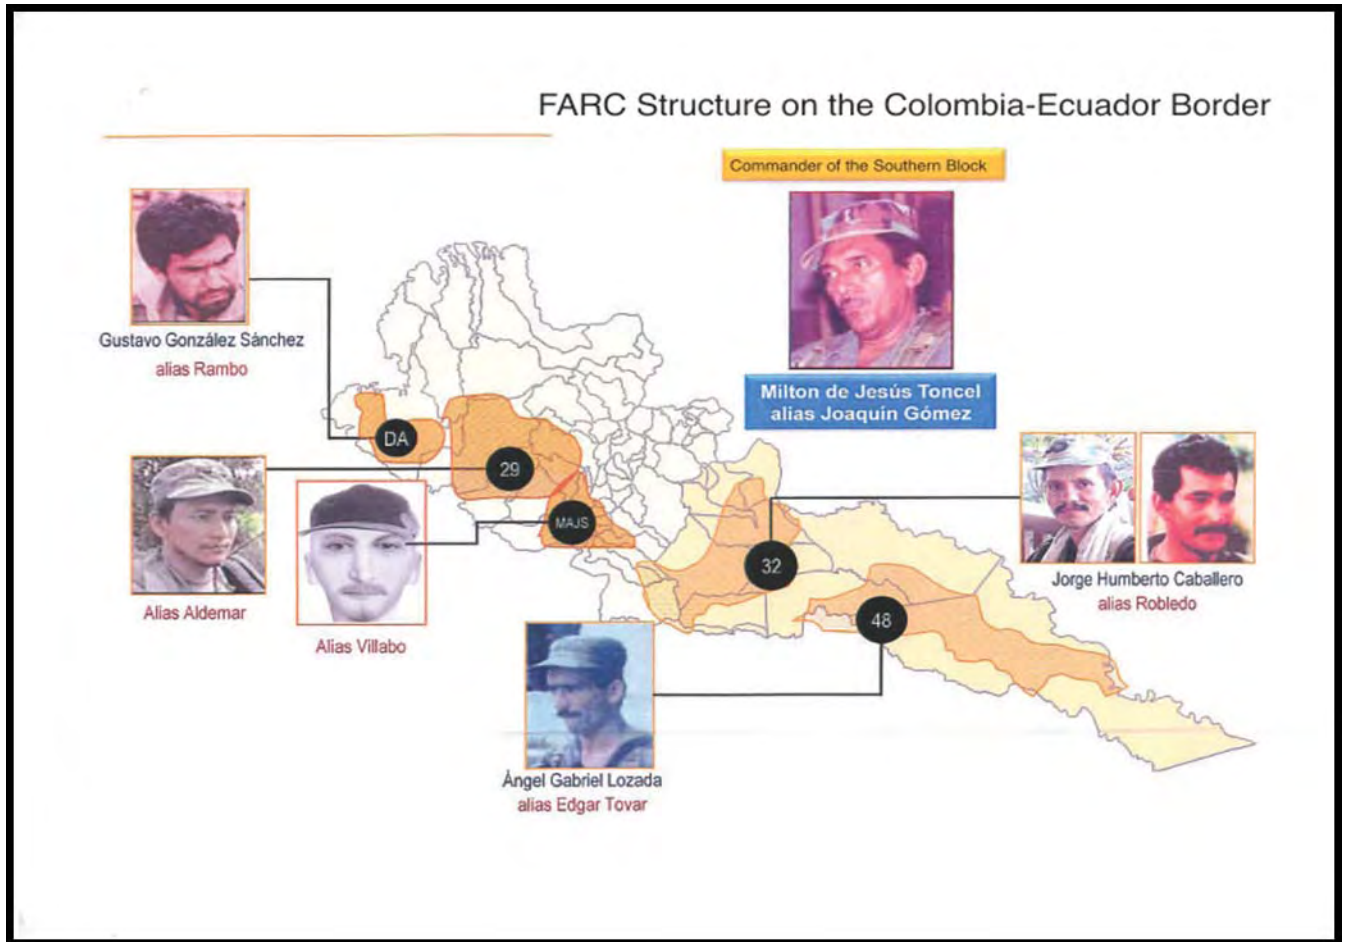 FARC Structure on the Colombia-Ecuador Border
Commander of the Southern Block
Milton de Jesús Toncel
alias Joaquín Gómez
Gustavo González Sánchez
alias Rambo
DA
29
MAJS
32
48
Alias Aldemar
Alias Villabo
Jorge Humberto Caballero
alias Robledo
Ángel Gabriel Lozada
alias Edgar Tovar